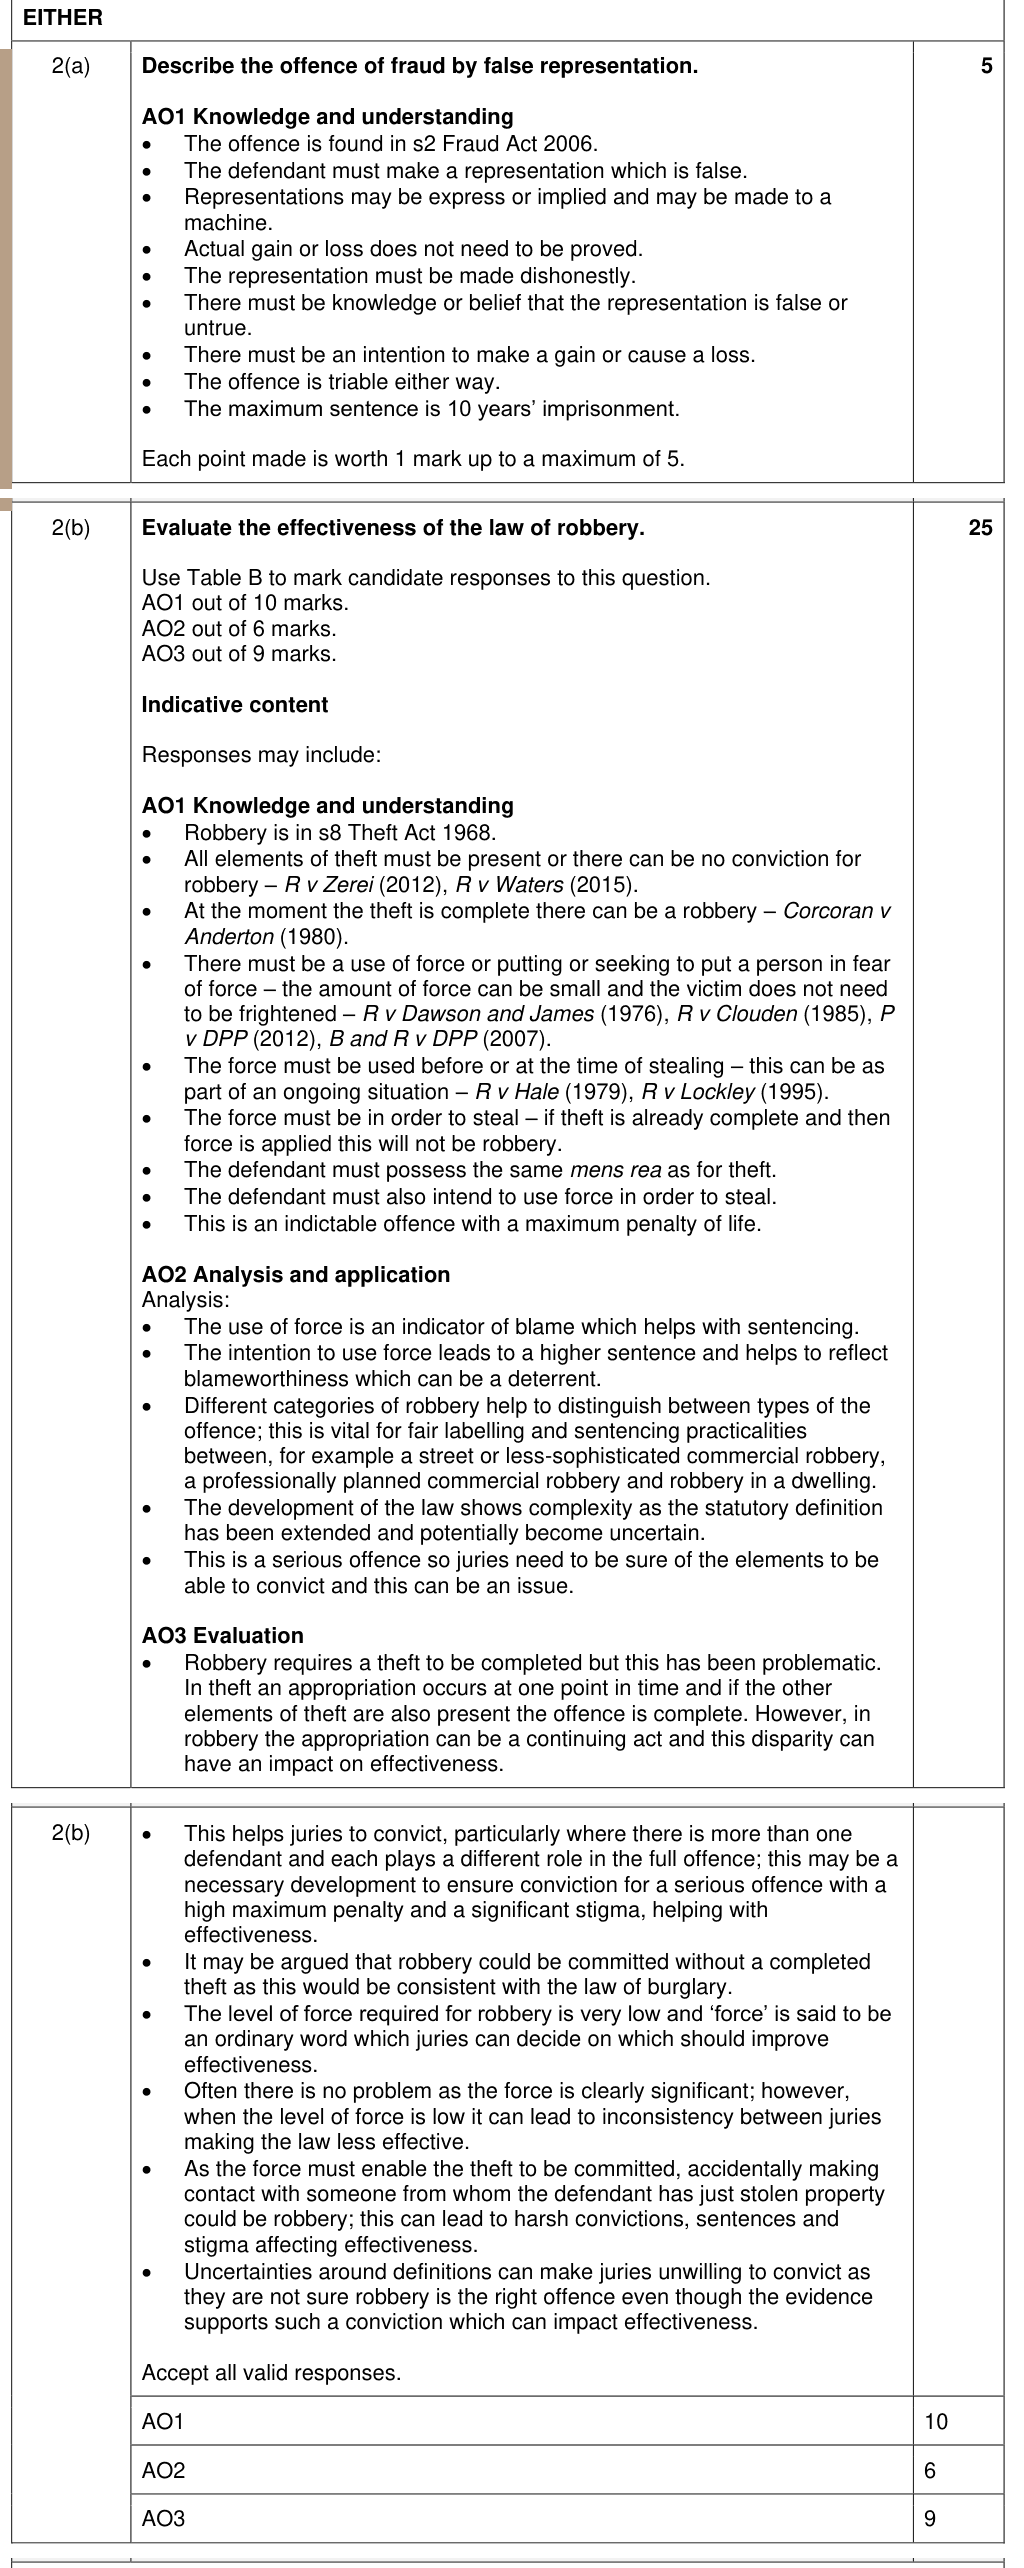 EITHER
2(a) Describe the offence of fraud by false representation. 5
AO1 Knowledge and understanding
• The offence is found in s2 Fraud Act 2006.
• The defendant must make a representation which is false.
• Representations may be express or implied and may be made to a
machine.
• Actual gain or loss does not need to be proved.
• The representation must be made dishonestly.
• There must be knowledge or belief that the representation is false or
untrue.
• There must be an intention to make a gain or cause a loss.
• The offence is triable either way.
• The maximum sentence is 10 years’ imprisonment.
Each point made is worth 1 mark up to a maximum of 5.
2(b) Evaluate the effectiveness of the law of robbery. 25
Use Table B to mark candidate responses to this question.
AO1 out of 10 marks.
AO2 out of 6 marks.
AO3 out of 9 marks.
Indicative content
Responses may include:
AO1 Knowledge and understanding
• Robbery is in s8 Theft Act 1968.
• All elements of theft must be present or there can be no conviction for
robbery – R v Zerei (2012), R v Waters (2015).
• At the moment the theft is complete there can be a robbery – Corcoran v
Anderton (1980).
• There must be a use of force or putting or seeking to put a person in fear
of force – the amount of force can be small and the victim does not need
to be frightened – R v Dawson and James (1976), R v Clouden (1985), P
v DPP (2012), B and R v DPP (2007).
• The force must be used before or at the time of stealing – this can be as
part of an ongoing situation – R v Hale (1979), R v Lockley (1995).
• The force must be in order to steal – if theft is already complete and then
force is applied this will not be robbery.
• The defendant must possess the same mens rea as for theft.
• The defendant must also intend to use force in order to steal.
• This is an indictable offence with a maximum penalty of life.
AO2 Analysis and application
Analysis:
• The use of force is an indicator of blame which helps with sentencing.
• The intention to use force leads to a higher sentence and helps to reflect
blameworthiness which can be a deterrent.
• Different categories of robbery help to distinguish between types of the
offence; this is vital for fair labelling and sentencing practicalities
between, for example a street or less-sophisticated commercial robbery,
a professionally planned commercial robbery and robbery in a dwelling.
• The development of the law shows complexity as the statutory definition
has been extended and potentially become uncertain.
• This is a serious offence so juries need to be sure of the elements to be
able to convict and this can be an issue.
AO3 Evaluation
• Robbery requires a theft to be completed but this has been problematic.
In theft an appropriation occurs at one point in time and if the other
elements of theft are also present the offence is complete. However, in
robbery the appropriation can be a continuing act and this disparity can
have an impact on effectiveness.
2(b) • This helps juries to convict, particularly where there is more than one
defendant and each plays a different role in the full offence; this may be a
necessary development to ensure conviction for a serious offence with a
high maximum penalty and a significant stigma, helping with
effectiveness.
• It may be argued that robbery could be committed without a completed
theft as this would be consistent with the law of burglary.
• The level of force required for robbery is very low and ‘force’ is said to be
an ordinary word which juries can decide on which should improve
effectiveness.
• Often there is no problem as the force is clearly significant; however,
when the level of force is low it can lead to inconsistency between juries
making the law less effective.
• As the force must enable the theft to be committed, accidentally making
contact with someone from whom the defendant has just stolen property
could be robbery; this can lead to harsh convictions, sentences and
stigma affecting effectiveness.
• Uncertainties around definitions can make juries unwilling to convict as
they are not sure robbery is the right offence even though the evidence
supports such a conviction which can impact effectiveness.
Accept all valid responses.
AO1 10
AO2 6
AO3 9